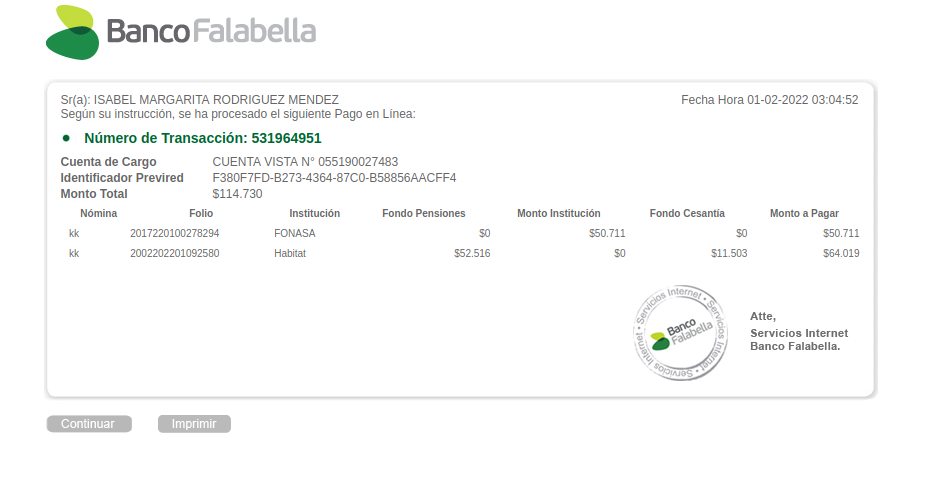 Banco Falabella
Sr(a): ISABEL MARGARITA RODRIGUEZ MENDEZ Fecha Hora 01-02-2022 03:04:52
Según su instrucción, se ha procesado el siguiente Pago en Línea:
• Número de Transacción: 531964951
Cuenta de Cargo CUENTA VISTA N° 055190027483
Identificador Previred F380F7FD-B273-4364-87C0-B58856AACFF4
Monto Total $114.730
Nómina Folio Institución Fondo Pensiones Monto Institución Fondo Cesantía Monto a Pagar
kk 2017220100278294 FONASA $0 $50.711 $0 $50.711
kk 2002202201092580 Habitat $52.516 $0 $11.503 $64.019
• Servicios Internet • Servicios Internet • Servicios Internet
Banco
Falabella
Atte,
Servicios Internet
Banco Falabella.
Continuar Imprimir